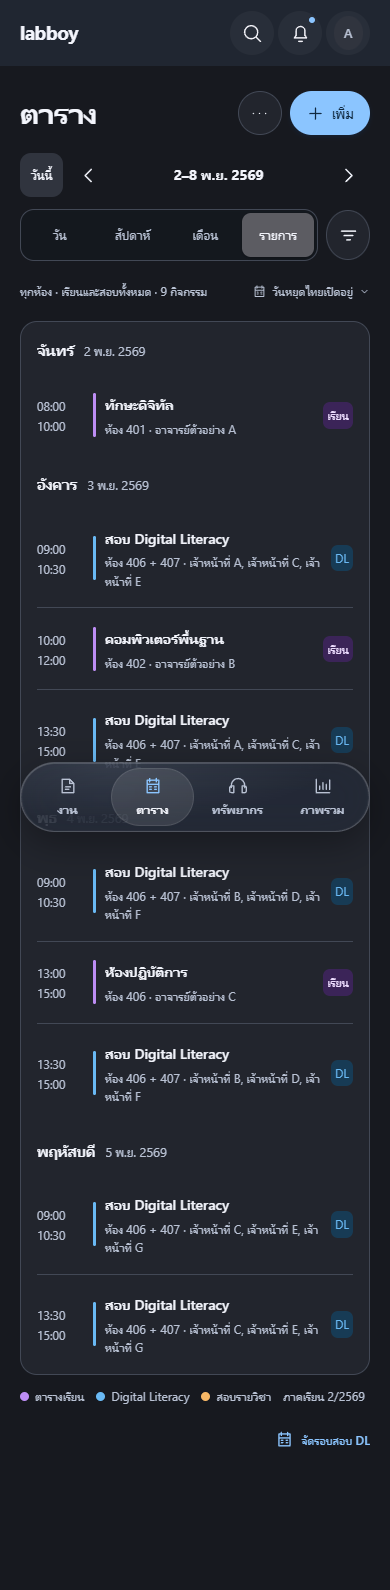 labboy
A
ตาราง
...
เพิ่ม
วันนี้
2–8 พ.ย. 2569
วัน
สัปดาห์
เดือน
รายการ
ทุกห้อง · เรียนและสอบทั้งหมด · 9 กิจกรรม
วันหยุดไทยเปิดอยู่
จันทร์ 2 พ.ย. 2569
08:00
10:00
ทักษะดิจิทัล
ห้อง 401 · อาจารย์ตัวอย่าง A
เรียน
อังคาร 3 พ.ย. 2569
09:00
10:30
สอบ Digital Literacy
ห้อง 406 + 407 · เจ้าหน้าที่ A, เจ้าหน้าที่ C, เจ้า
หน้าที่ E
DL
10:00
12:00
คอมพิวเตอร์พื้นฐาน
ห้อง 402 · อาจารย์ตัวอย่าง B
เรียน
13:30
15:00
สอบ Digital Literacy
ห้อง 406 + 407 · เจ้าหน้าที่ A, เจ้าหน้าที่ C, เจ้า
หน้าที่ E
DL
งาน
ตาราง
ทรัพยากร
ภาพรวม
พุธ 4 พ.ย. 2569
09:00
10:30
สอบ Digital Literacy
ห้อง 406 + 407 · เจ้าหน้าที่ B, เจ้าหน้าที่ D, เจ้า
หน้าที่ F
DL
13:00
15:00
ห้องปฏิบัติการ
ห้อง 406 · อาจารย์ตัวอย่าง C
เรียน
13:30
15:00
สอบ Digital Literacy
ห้อง 406 + 407 · เจ้าหน้าที่ B, เจ้าหน้าที่ D, เจ้า
หน้าที่ F
DL
พฤหัสบดี 5 พ.ย. 2569
09:00
10:30
สอบ Digital Literacy
ห้อง 406 + 407 · เจ้าหน้าที่ C, เจ้าหน้าที่ E, เจ้า
หน้าที่ G
DL
13:30
15:00
สอบ Digital Literacy
ห้อง 406 + 407 · เจ้าหน้าที่ C, เจ้าหน้าที่ E, เจ้า
หน้าที่ G
DL
ตารางเรียน
Digital Literacy
สอบรายวิชา
ภาคเรียน 2/2569
จัดรอบสอบ DL